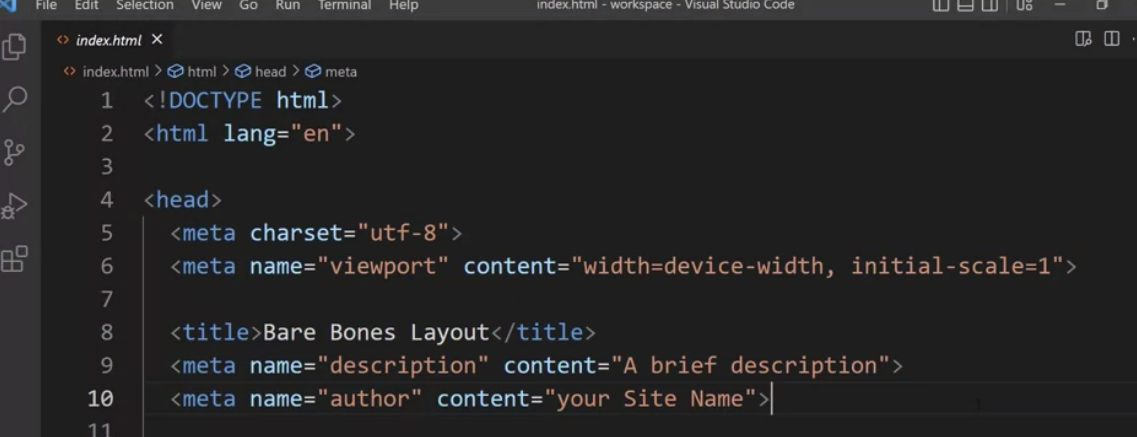 File Edit Selection View Go Run Terminal Help index.html - workspace - Visual Studio Code
index.html
index.html > html > head > meta
1 <!DOCTYPE html>
2 <html lang="en">
3
4 <head>
5 <meta charset="utf-8">
6 <meta name="viewport" content="width=device-width, initial-scale=1">
7
8 <title>Bare Bones Layout</title>
9 <meta name="description" content="A brief description">
10 <meta name="author" content="your Site Name">
11